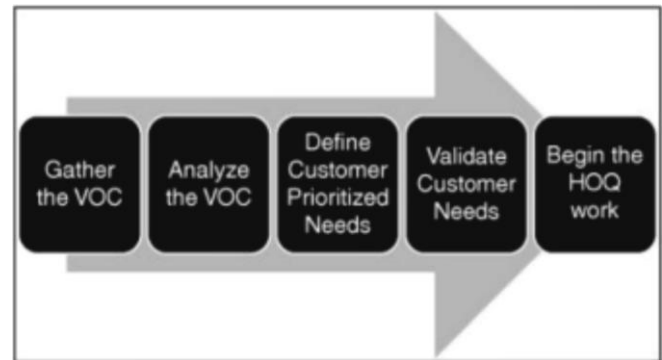 Gather
the VOC
Analyze
the VOC
Define
Customer
Prioritized
Needs
Validate
Customer
Needs
Begin the
HOQ
work